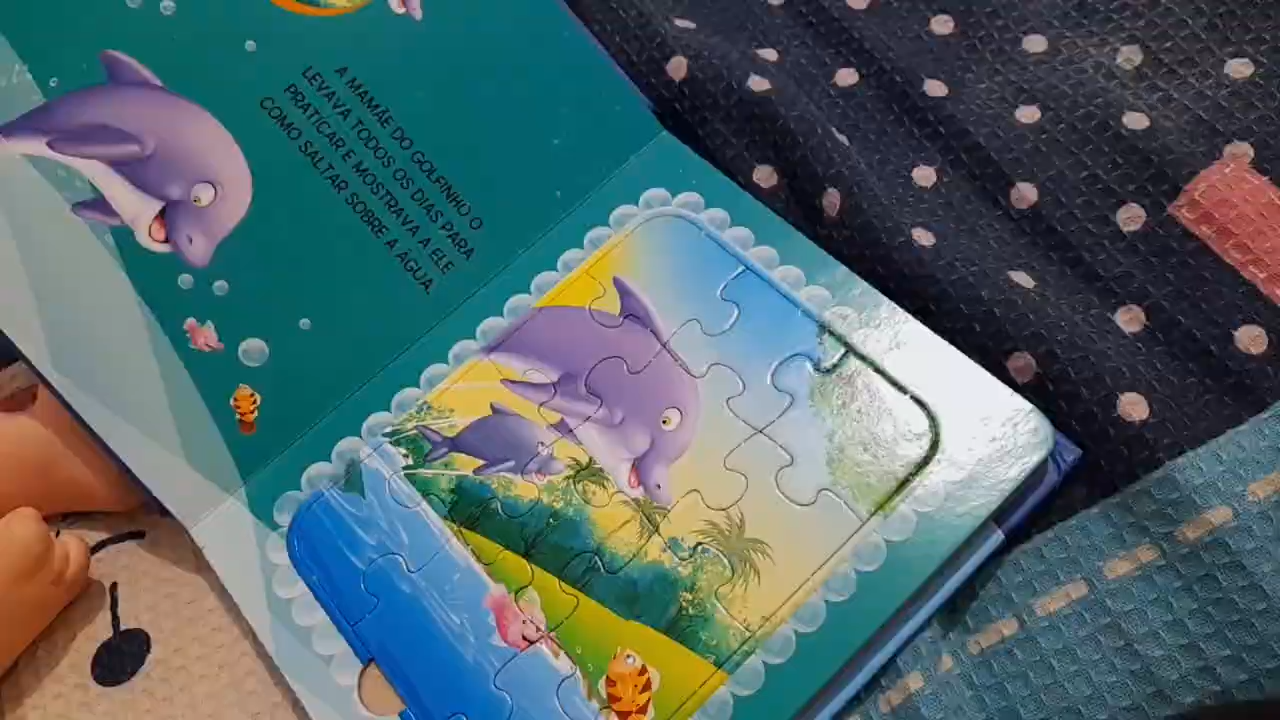 A MAMÃE DO GOLFINHO O
LEVAVA TODOS OS DIAS PARA
PRATICAR E MOSTRAVA A ELE
COMO SALTAR SOBRE A ÁGUA.